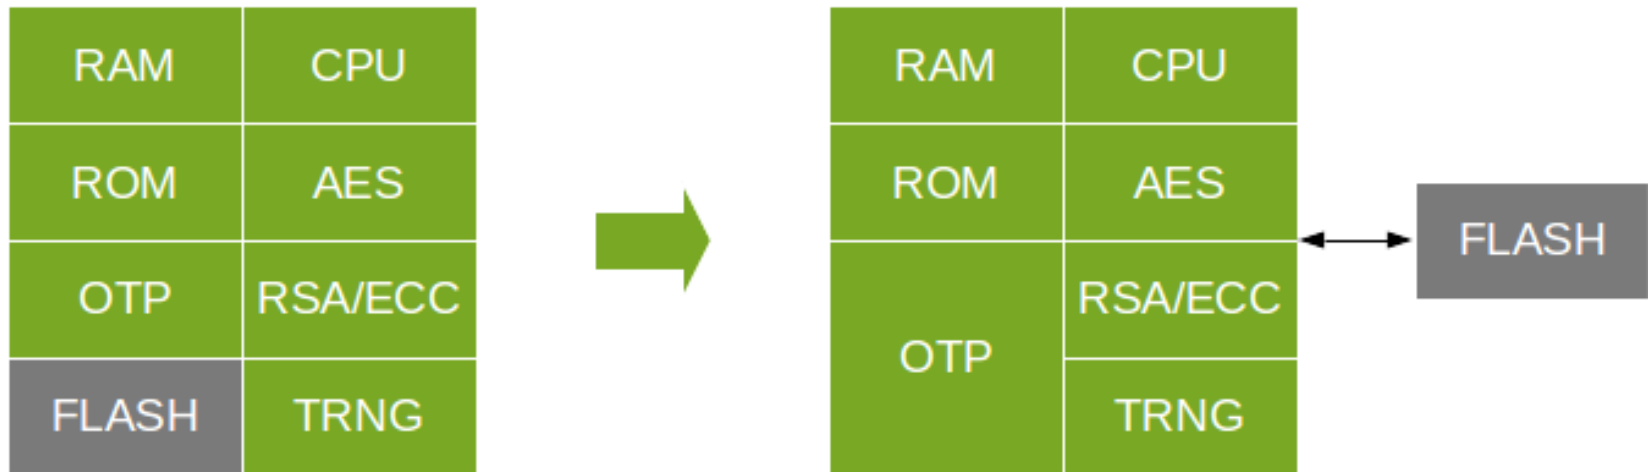 RAM CPU
ROM AES
OTP RSA/ECC
FLASH TRNG
RAM CPU
ROM AES
OTP RSA/ECC
TRNG
FLASH